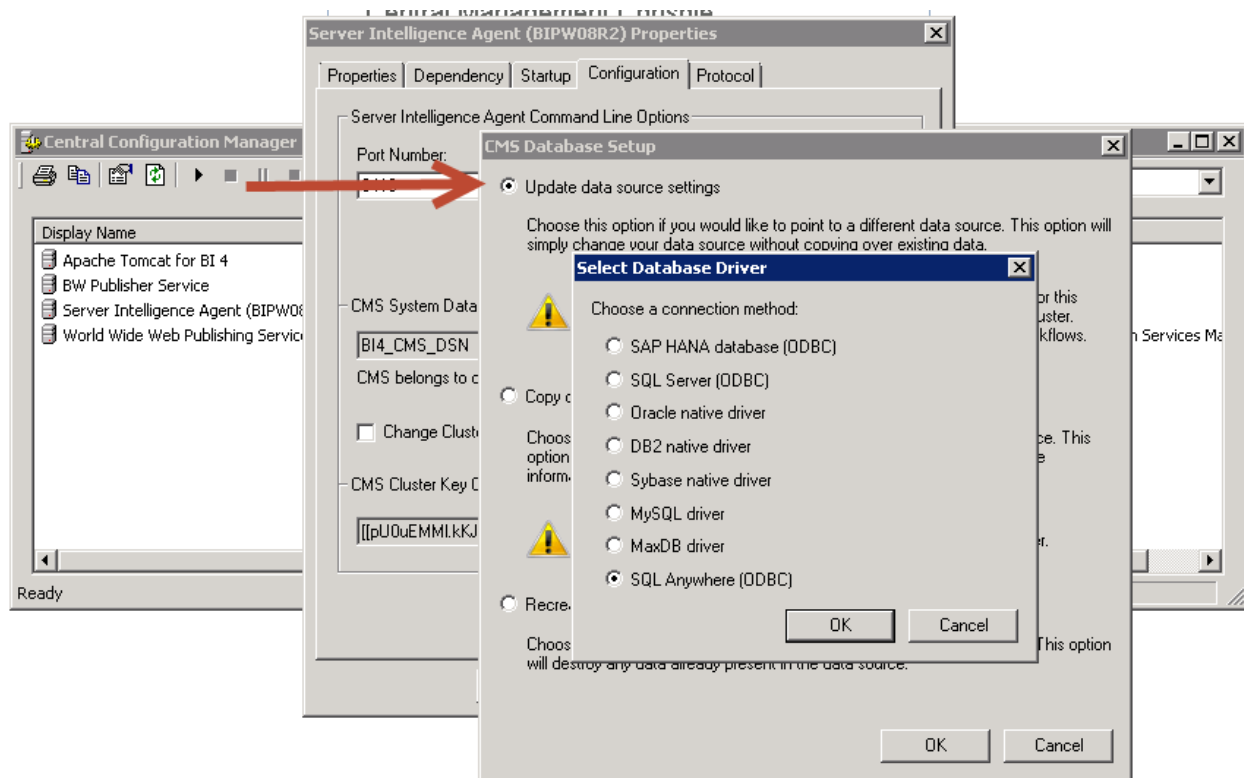 Central Management Console
Server Intelligence Agent (BIPW08R2) Properties
Properties
Dependency
Startup
Configuration
Protocol
Server Intelligence Agent Command Line Options
Port Number:
CMS System Data
BI4_CMS_DSN
CMS belongs to c
Change Clust
CMS Cluster Key C
Central Configuration Manager
Display Name
Apache Tomcat for BI 4
BW Publisher Service
Server Intelligence Agent (BIPW08
World Wide Web Publishing Servic
n Services Ma
Ready
CMS Database Setup
Update data source settings
Choose this option if you would like to point to a different data source. This option will
simply change your data source without copying over existing data.
or this
uster.
kflows.
Copy
Choos
ce. This
option
e
inform
er.
Recre
Choos
This option
will destroy any data already present in the data source.
OK
Cancel
Select Database Driver
Choose a connection method:
SAP HANA database (ODBC)
SQL Server (ODBC)
Oracle native driver
DB2 native driver
Sybase native driver
MySQL driver
MaxDB driver
SQL Anywhere (ODBC)
OK
Cancel